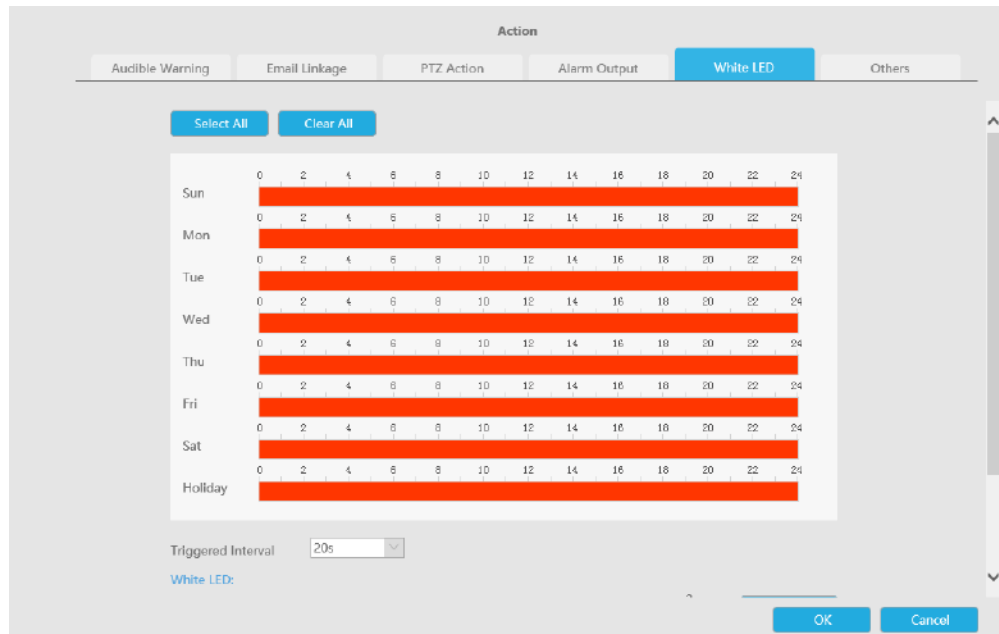 Action
Audible Warning Email Linkage PTZ Action Alarm Output White LED Others
Select All Clear All
0 2 4 6 8 10 12 14 16 18 20 22 24
Sun
0 2 4 6 8 10 12 14 16 18 20 22 24
Mon
0 2 4 6 8 10 12 14 16 18 20 22 24
Tue
0 2 4 6 8 10 12 14 16 18 20 22 24
Wed
0 2 4 6 8 10 12 14 16 18 20 22 24
Thu
0 2 4 6 8 10 12 14 16 18 20 22 24
Fri
0 2 4 6 8 10 12 14 16 18 20 22 24
Sat
0 2 4 6 8 10 12 14 16 18 20 22 24
Holiday
Triggered Interval 20s
White LED:
OK Cancel